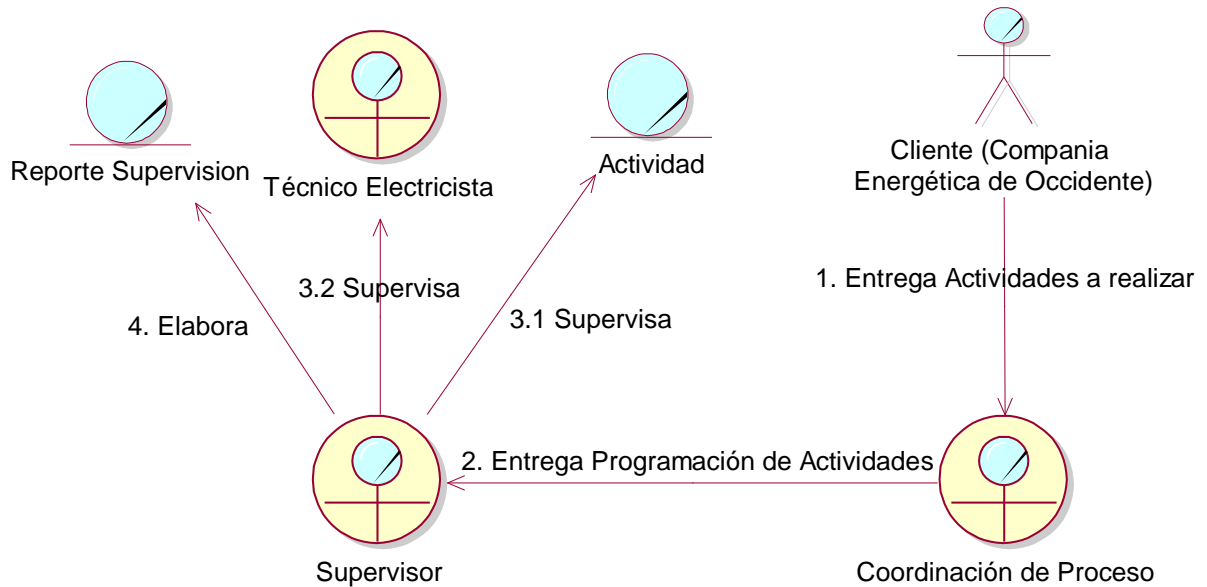 Reporte Supervision
Técnico Electricista
Actividad
Cliente (Compania
Energética de Occidente)
1. Entrega Actividades a realizar
3.2 Supervisa
3.1 Supervisa
4. Elabora
2. Entrega Programación de Actividades
Supervisor
Coordinación de Proceso